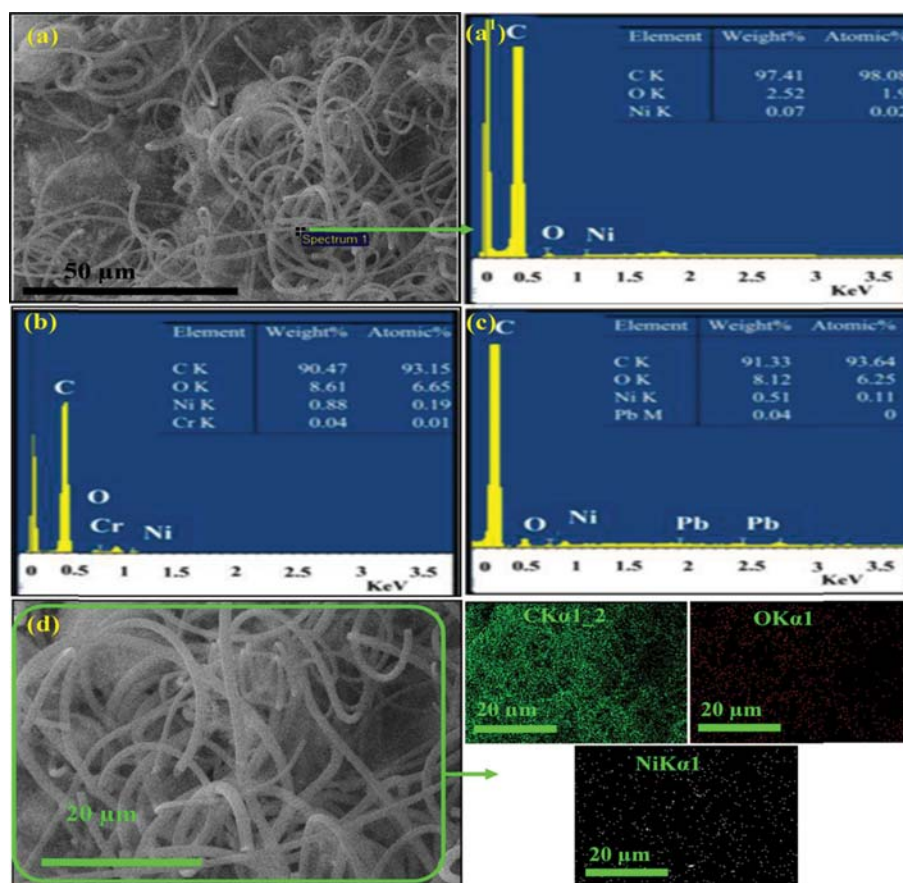 (a)
Spectrum 1
50 µm
(a¹)
C
Element Weight% Atomic%
C K 97.41 98.08
O K 2.52 1.9
Ni K 0.07 0.02
O Ni
0 0.5 1 1.5 2 2.5 3 3.5
KeV
(b)
Element Weight% Atomic%
C K 90.47 93.15
O K 8.61 6.65
Ni K 0.88 0.19
Cr K 0.04 0.01
C
O
Cr Ni
0 0.5 1 1.5 2 2.5 3 3.5
KeV
(c)
C
Element Weight% Atomic%
C K 91.33 93.64
O K 8.12 6.25
Ni K 0.51 0.11
Pb M 0.04 0
O Ni Pb Pb
0 0.5 1 1.5 2 2.5 3 3.5
KeV
(d)
20 µm
CKα1_2
20 µm
OKα1
20 µm
NiKα1
20 µm